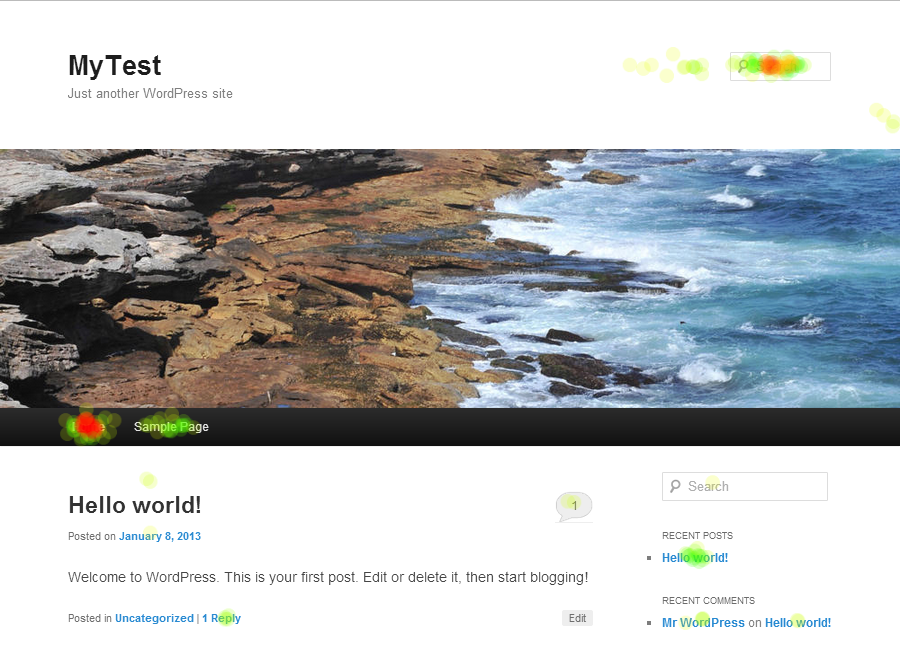 MyTest
Just another WordPress site
Sample Page
Hello world!
1
Posted on January 8, 2013
Welcome to WordPress. This is your first post. Edit or delete it, then start blogging!
Posted in Uncategorized | 1 Reply
Edit
Search
RECENT POSTS
Hello world!
RECENT COMMENTS
Mr WordPress on Hello world!